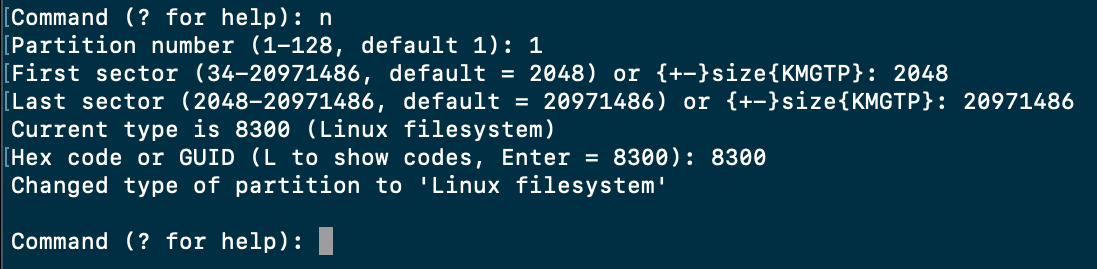 [Command (? for help): n
[Partition number (1-128, default 1): 1
[First sector (34-20971486, default = 2048) or {+-}size{KMGTP}: 2048
[Last sector (2048-20971486, default = 20971486) or {+-}size{KMGTP}: 20971486
Current type is 8300 (Linux filesystem)
[Hex code or GUID (L to show codes, Enter = 8300): 8300
Changed type of partition to 'Linux filesystem'
Command (? for help):